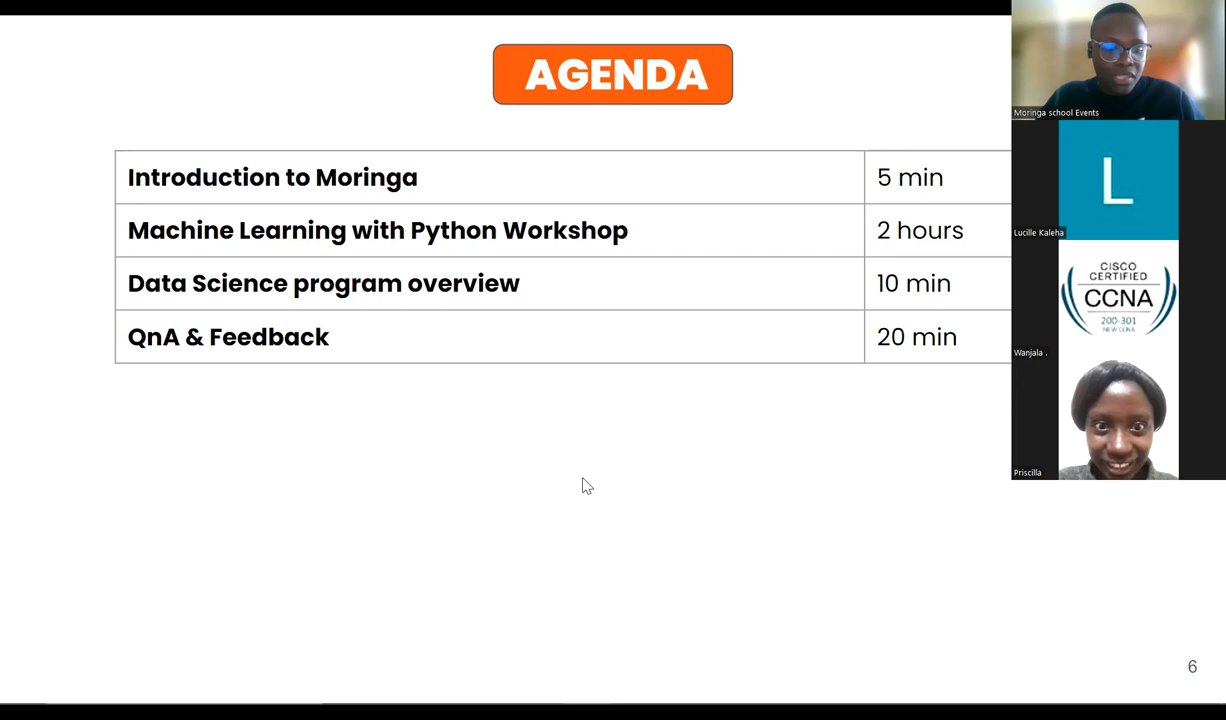 AGENDA
Introduction to Moringa 5 min
Machine Learning with Python Workshop 2 hours
Data Science program overview 10 min
QnA & Feedback 20 min
6
Moringa school Events
L
Lucille Kaleha
CISCO
CERTIFIED
CCNA
200-301
NEW CCNA
Wanjala .
Priscilla